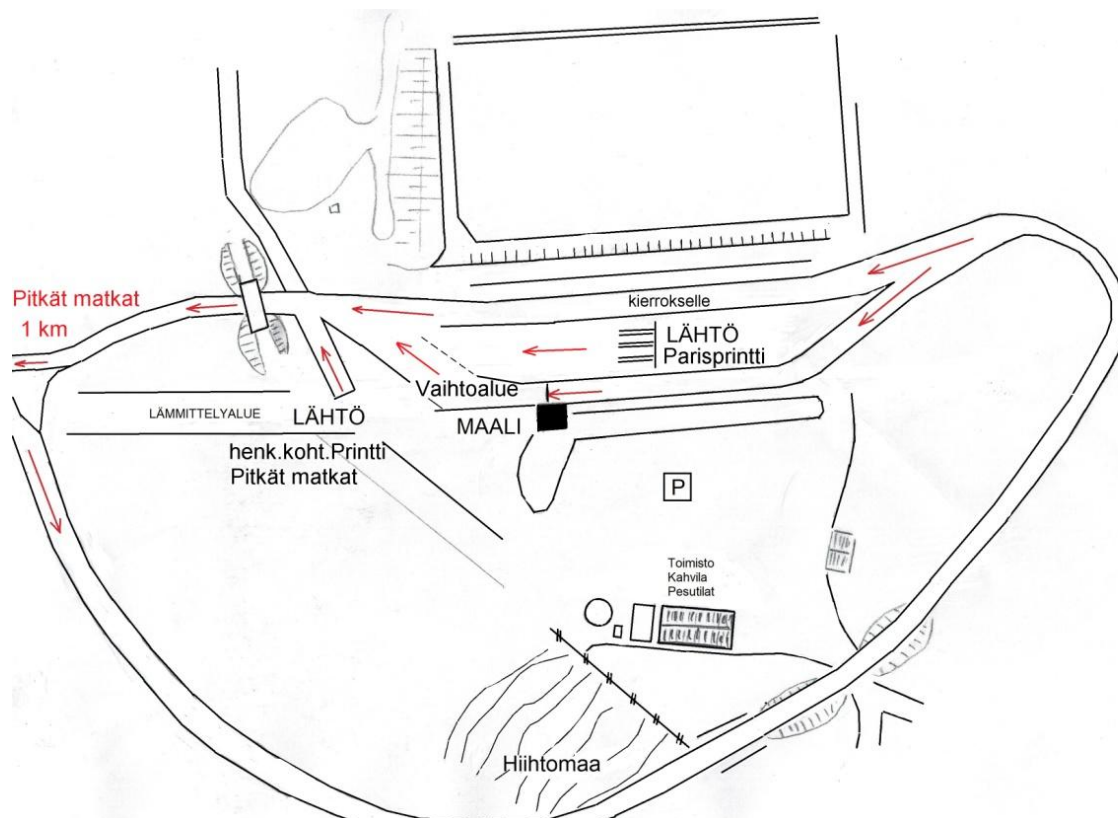 Pitkät matkat
1 km
kierrokselle
LÄHTÖ
Parisprintti
Vaihtoalue
LÄMMITTELYALUE
LÄHTÖ
MAALI
henk.koht.Printti
Pitkät matkat
P
Toimisto
Kahvila
Pesutilat
Hiihtomaa